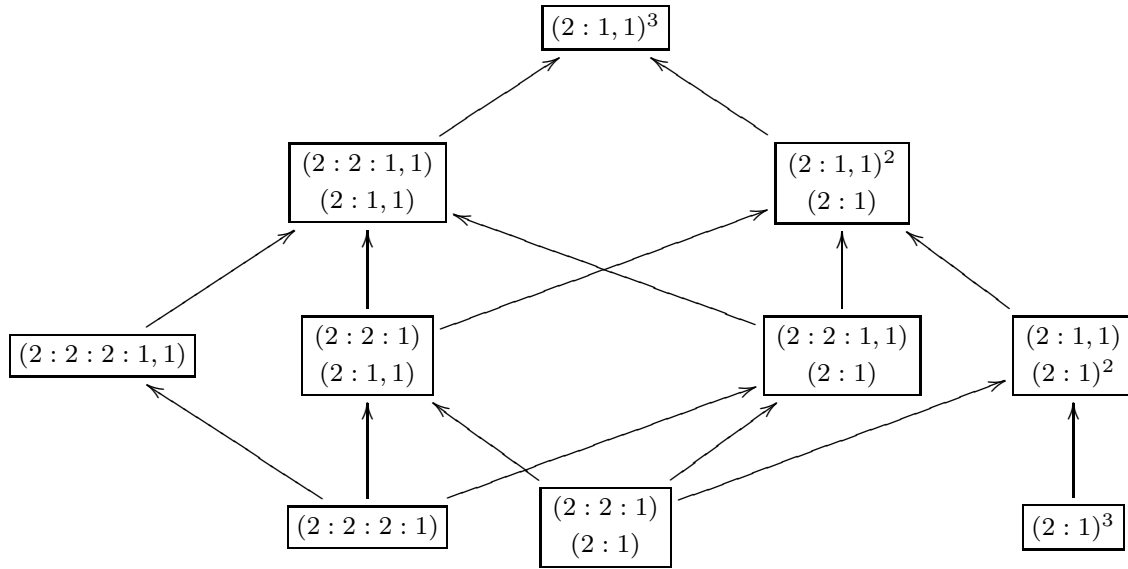 (2 : 1, 1)³
(2 : 2 : 1, 1)
(2 : 1, 1)
(2 : 1, 1)²
(2 : 1)
(2 : 2 : 2 : 1, 1)
(2 : 2 : 1)
(2 : 1, 1)
(2 : 2 : 1, 1)
(2 : 1)
(2 : 1, 1)
(2 : 1)²
(2 : 2 : 2 : 1)
(2 : 2 : 1)
(2 : 1)
(2 : 1)³